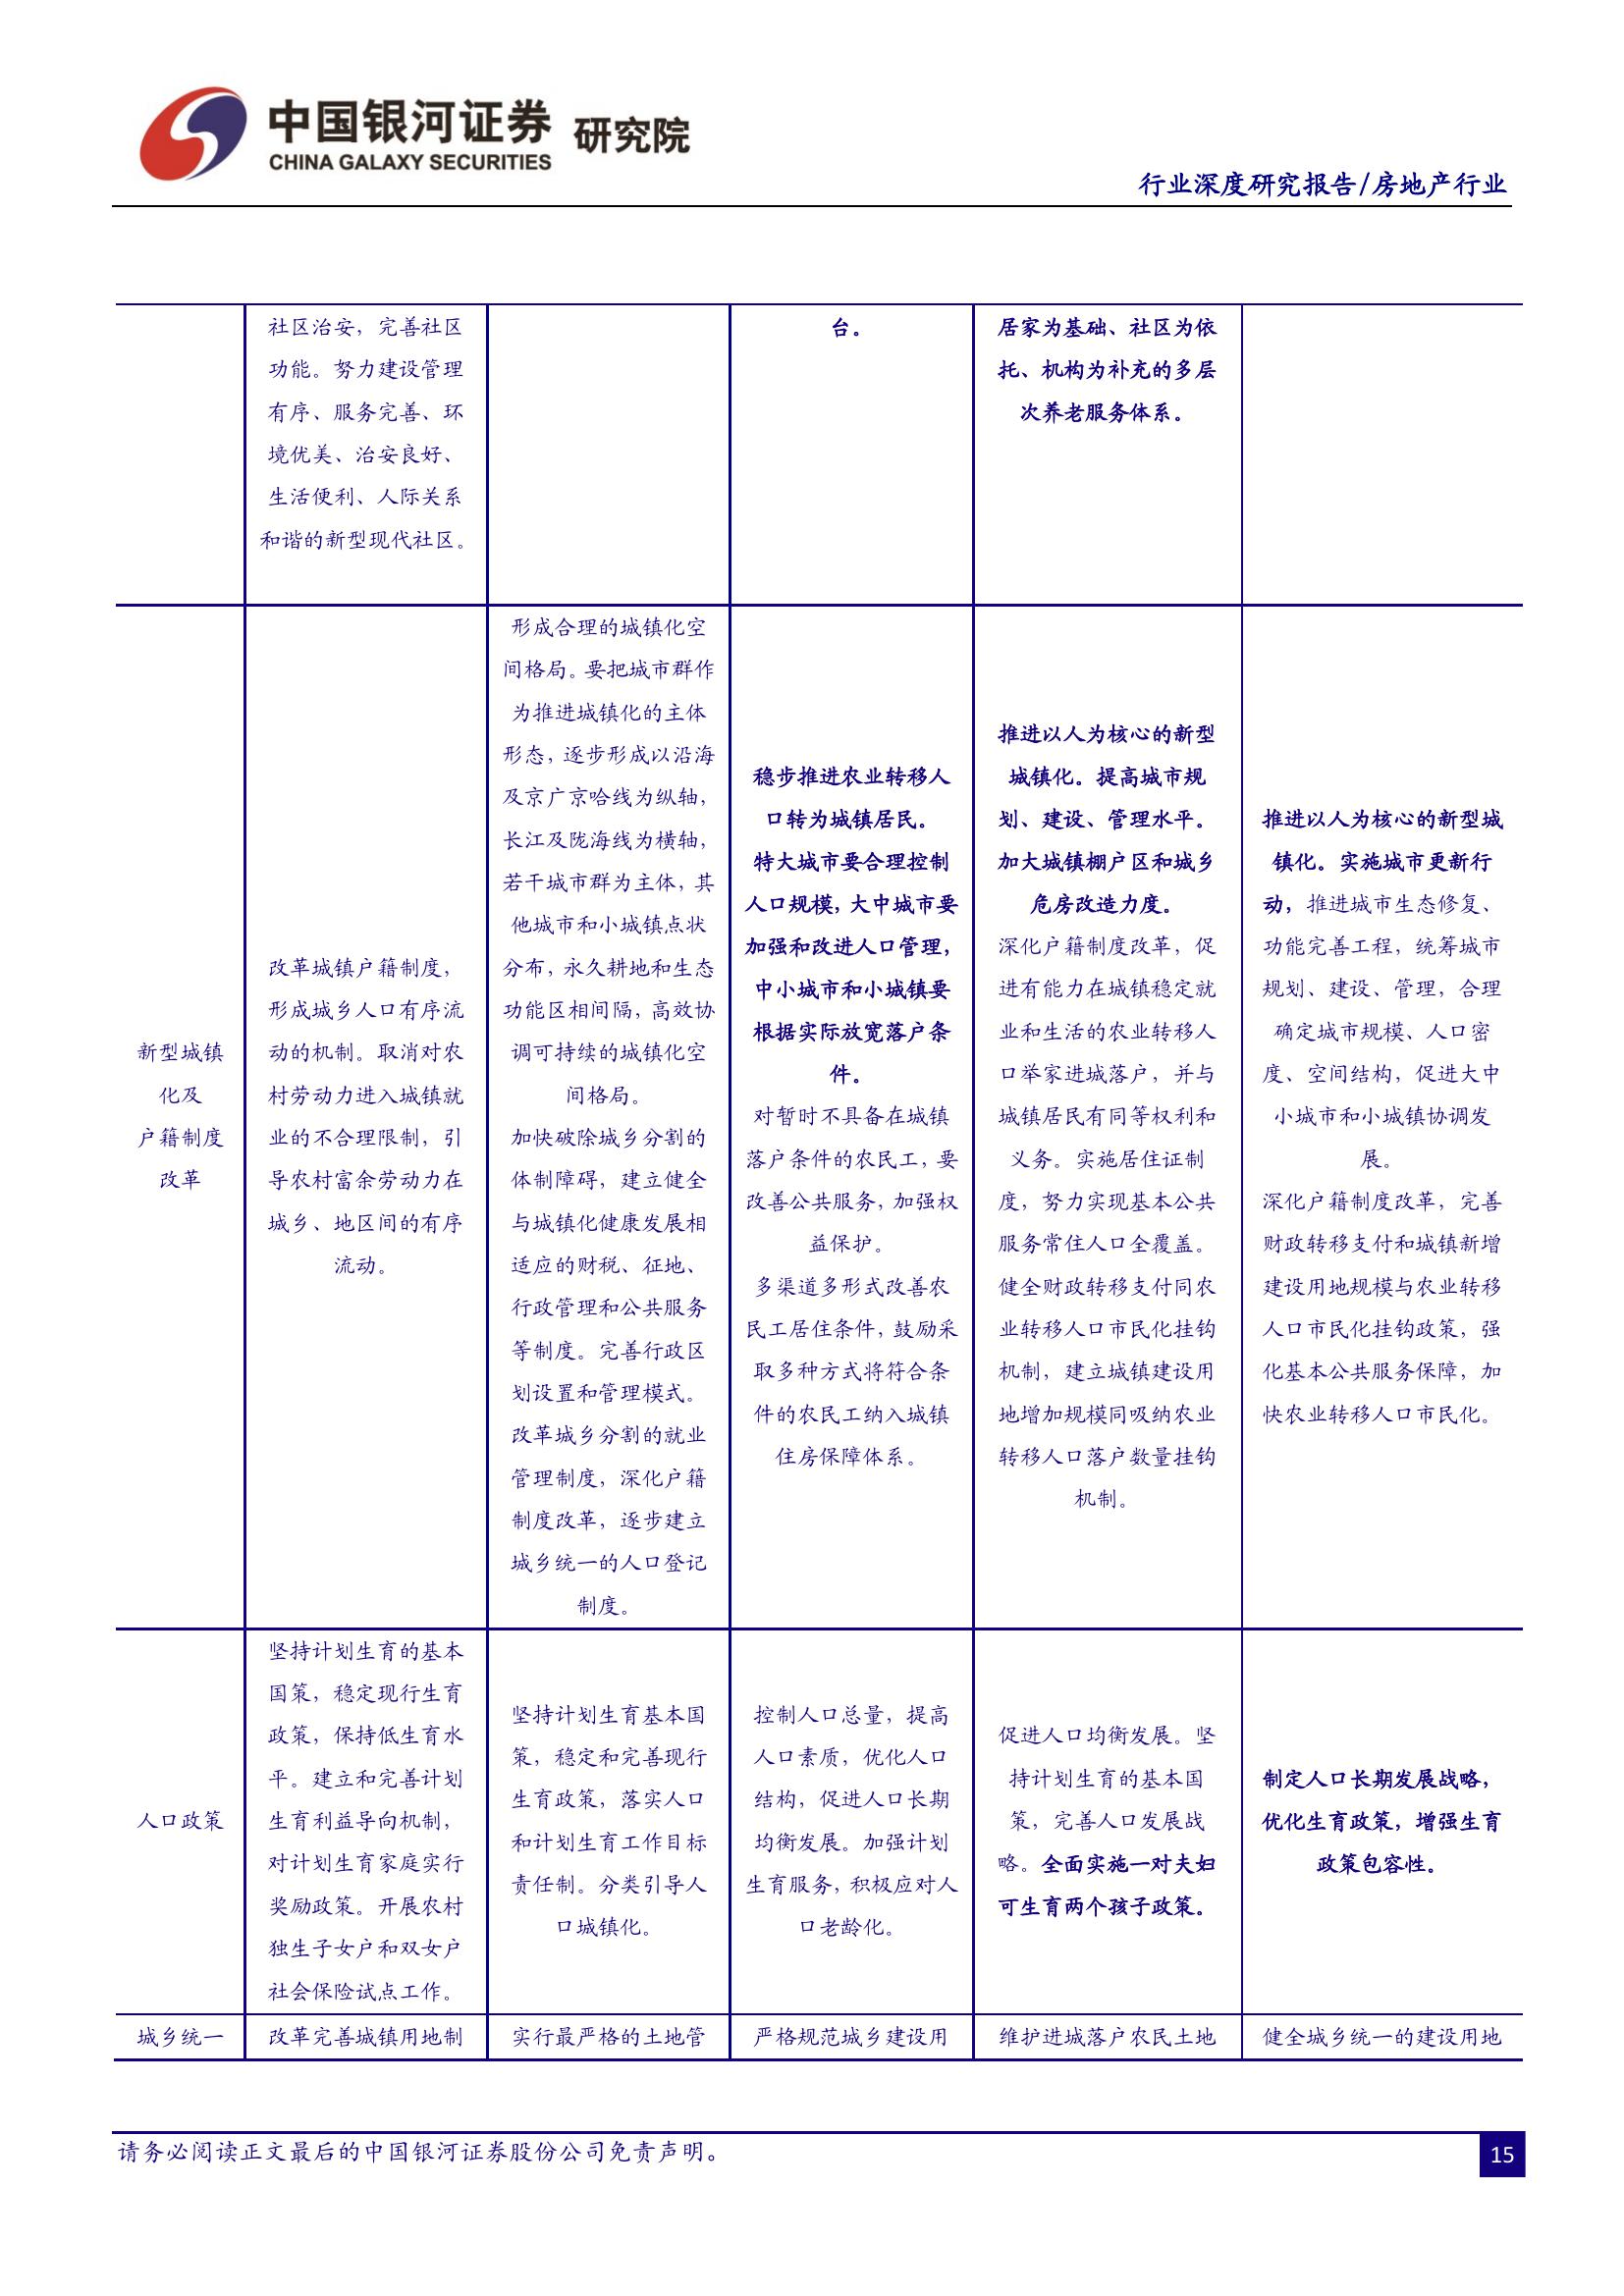 中国银河证券 研究院
CHINA GALAXY SECURITIES
行业深度研究报告/房地产行业
社区治安，完善社区
功能。努力建设管理
有序、服务完善、环
境优美、治安良好、
生活便利、人际关系
和谐的新型现代社区。
台。
居家为基础、社区为依
托、机构为补充的多层
次养老服务体系。
新型城镇
化及
户籍制度
改革
改革城镇户籍制度，
形成城乡人口有序流
动的机制。取消对农
村劳动力进入城镇就
业的不合理限制，引
导农村富余劳动力在
城乡、地区间的有序
流动。
形成合理的城镇化空
间格局。要把城市群作
为推进城镇化的主体
形态，逐步形成以沿海
及京广京哈线为纵轴，
长江及陇海线为横轴，
若干城市群为主体，其
他城市和小城镇点状
分布，永久耕地和生态
功能区相间隔，高效协
调可持续的城镇化空
间格局。
加快破除城乡分割的
体制障碍，建立健全
与城镇化健康发展相
适应的财税、征地、
行政管理和公共服务
等制度。完善行政区
划设置和管理模式。
改革城乡分割的就业
管理制度，深化户籍
制度改革，逐步建立
城乡统一的人口登记
制度。
稳步推进农业转移人
口转为城镇居民。
特大城市要合理控制
人口规模，大中城市要
加强和改进人口管理，
中小城市和小城镇要
根据实际放宽落户条
件。
对暂时不具备在城镇
落户条件的农民工，要
改善公共服务，加强权
益保护。
多渠道多形式改善农
民工居住条件，鼓励采
取多种方式将符合条
件的农民工纳入城镇
住房保障体系。
推进以人为核心的新型
城镇化。提高城市规
划、建设、管理水平。
加大城镇棚户区和城乡
危房改造力度。
深化户籍制度改革，促
进有能力在城镇稳定就
业和生活的农业转移人
口举家进城落户，并与
城镇居民有同等权利和
义务。实施居住证制
度，努力实现基本公共
服务常住人口全覆盖。
健全财政转移支付同农
业转移人口市民化挂钩
机制，建立城镇建设用
地增加规模同吸纳农业
转移人口落户数量挂钩
机制。
推进以人为核心的新型城
镇化。实施城市更新行
动，推进城市生态修复、
功能完善工程，统筹城市
规划、建设、管理，合理
确定城市规模、人口密
度、空间结构，促进大中
小城市和小城镇协调发
展。
深化户籍制度改革，完善
财政转移支付和城镇新增
建设用地规模与农业转移
人口市民化挂钩政策，强
化基本公共服务保障，加
快农业转移人口市民化。
人口政策
坚持计划生育的基本
国策，稳定现行生育
政策，保持低生育水
平。建立和完善计划
生育利益导向机制，
对计划生育家庭实行
奖励政策。开展农村
独生子女户和双女户
社会保险试点工作。
坚持计划生育基本国
策，稳定和完善现行
生育政策，落实人口
和计划生育工作目标
责任制。分类引导人
口城镇化。
控制人口总量，提高
人口素质，优化人口
结构，促进人口长期
均衡发展。加强计划
生育服务，积极应对人
口老龄化。
促进人口均衡发展。坚
持计划生育的基本国
策，完善人口发展战
略。全面实施一对夫妇
可生育两个孩子政策。
制定人口长期发展战略，
优化生育政策，增强生育
政策包容性。
城乡统一
改革完善城镇用地制
实行最严格的土地管
严格规范城乡建设用
维护进城落户农民土地
健全城乡统一的建设用地
请务必阅读正文最后的中国银河证券股份公司免责声明。
15